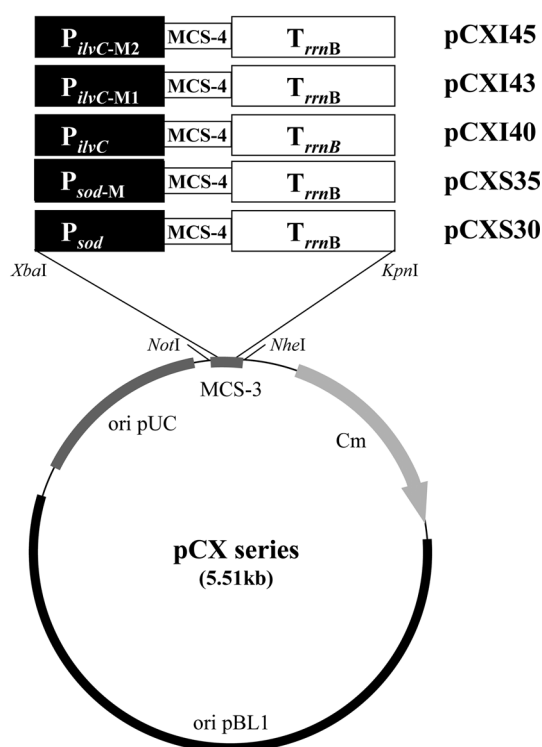 PilvC-M2 MCS-4 TrrnB pCXI45
PilvC-M1 MCS-4 TrrnB pCXI43
PilvC MCS-4 TrrnB pCXI40
Psod-M MCS-4 TrrnB pCXS35
Psod MCS-4 TrrnB pCXS30
XbaI KpnI
NotI NheI
MCS-3
ori pUC
Cm
pCX series
(5.51kb)
ori pBL1